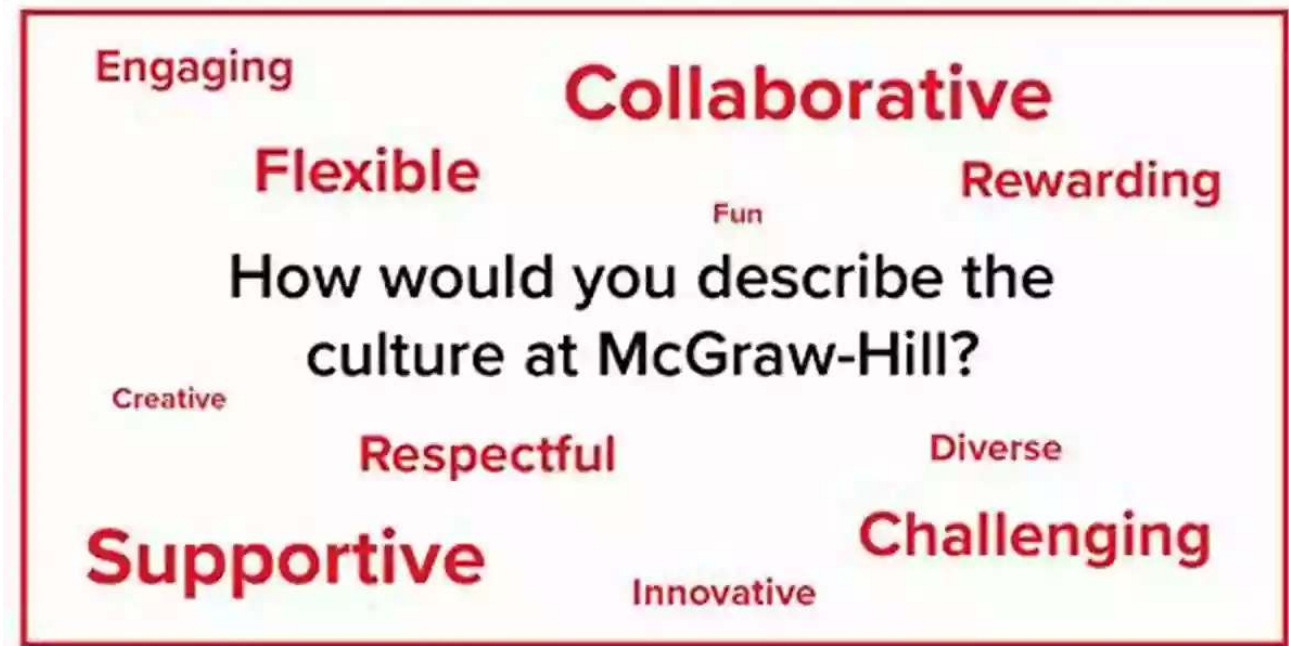 Engaging
Collaborative
Flexible
Rewarding
Fun
How would you describe the
culture at McGraw-Hill?
Creative
Respectful
Diverse
Supportive
Challenging
Innovative